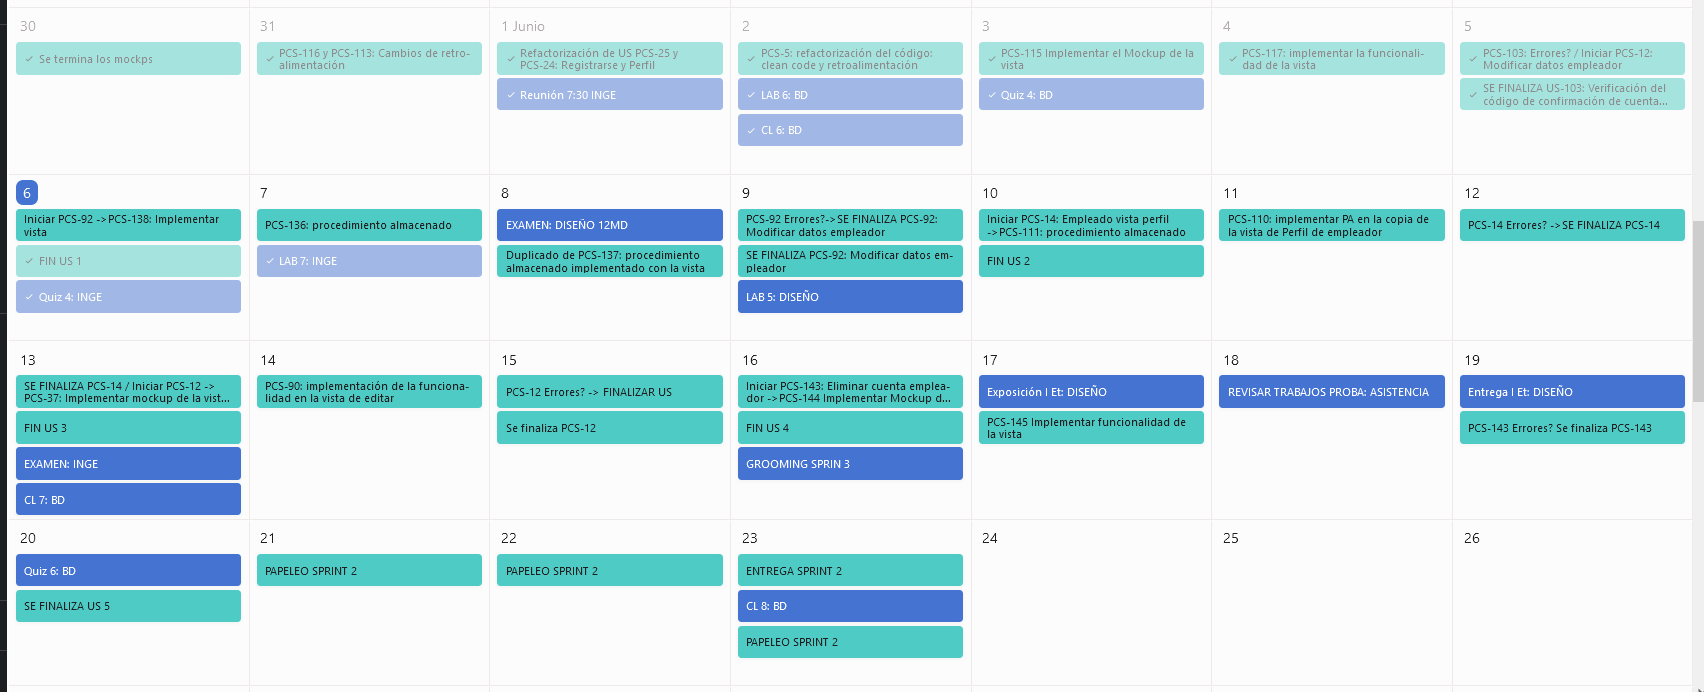 30
31
1 Junio
2
3
4
5
Se termina los mockps
PCS-116 y PCS-113: Cambios de retro-
alimentación
Refactorización de US PCS-25 y
PCS-24: Registrarse y Perfil
Reunión 7:30 INGE
PCS-5: refactorización del código:
clean code y retroalimentación
LAB 6: BD
CL 6: BD
PCS-115 Implementar el Mockup de la
vista
Quiz 4: BD
PCS-117: implementar la funcionali-
dad de la vista
PCS-103: Errores? / Iniciar PCS-12:
Modificar datos empleador
SE FINALIZA US-103: Verificación del
código de confirmación de cuenta...
6
7
8
9
10
11
12
Iniciar PCS-92 ->PCS-138: Implementar
vista
FIN US 1
Quiz 4: INGE
PCS-136: procedimiento almacenado
LAB 7: INGE
EXAMEN: DISEÑO 12MD
Duplicado de PCS-137: procedimiento
almacenado implementado con la vista
PCS-92 Errores?->SE FINALIZA PCS-92:
Modificar datos empleador
SE FINALIZA PCS-92: Modificar datos em-
pleador
LAB 5: DISEÑO
Iniciar PCS-14: Empleado vista perfil
->PCS-111: procedimiento almacenado
FIN US 2
PCS-110: implementar PA en la copia de
la vista de Perfil de empleador
PCS-14 Errores? ->SE FINALIZA PCS-14
13
14
15
16
17
18
19
SE FINALIZA PCS-14 / Iniciar PCS-12 ->
PCS-37: Implementar mockup de la vist...
FIN US 3
EXAMEN: INGE
CL 7: BD
PCS-90: implementación de la funciona-
lidad en la vista de editar
PCS-12 Errores? -> FINALIZAR US
Se finaliza PCS-12
Iniciar PCS-143: Eliminar cuenta emplea-
dor ->PCS-144 Implementar Mockup d...
FIN US 4
GROOMING SPRIN 3
Exposición I Et: DISEÑO
PCS-145 Implementar funcionalidad de
la vista
REVISAR TRABAJOS PROBA: ASISTENCIA
Entrega I Et: DISEÑO
PCS-143 Errores? Se finaliza PCS-143
20
21
22
23
24
25
26
Quiz 6: BD
SE FINALIZA US 5
PAPELEO SPRINT 2
PAPELEO SPRINT 2
ENTREGA SPRINT 2
CL 8: BD
PAPELEO SPRINT 2